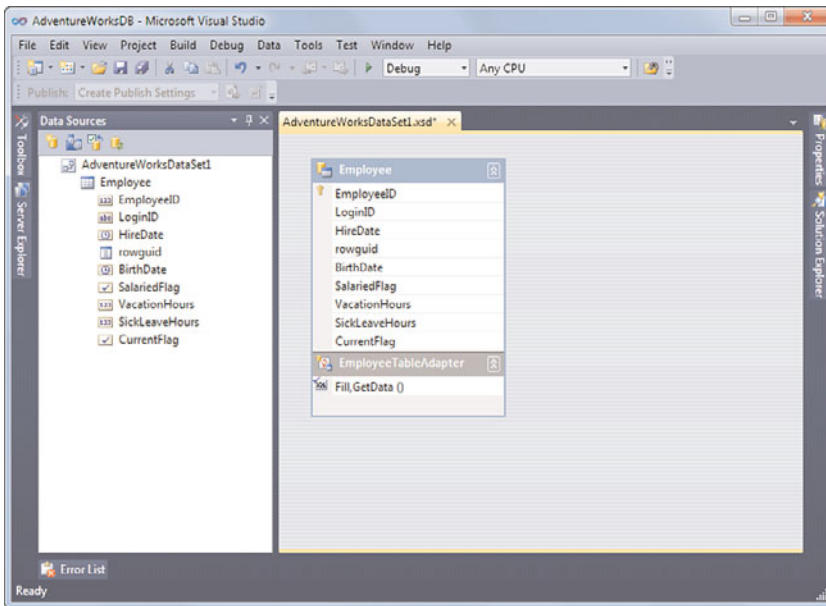 AdventureWorksDB - Microsoft Visual Studio
File Edit View Project Build Debug Data Tools Test Window Help
Debug Any CPU
Publish: Create Publish Settings
Toolbox
Server Explorer
Data Sources
AdventureWorksDataSet1
Employee
EmployeeID
LoginID
HireDate
rowguid
BirthDate
SalariedFlag
VacationHours
SickLeaveHours
CurrentFlag
AdventureWorksDataSet1.xsd*
Employee
EmployeeID
LoginID
HireDate
rowguid
BirthDate
SalariedFlag
VacationHours
SickLeaveHours
CurrentFlag
EmployeeTableAdapter
Fill,GetData ()
Properties
Solution Explorer
Error List
Ready